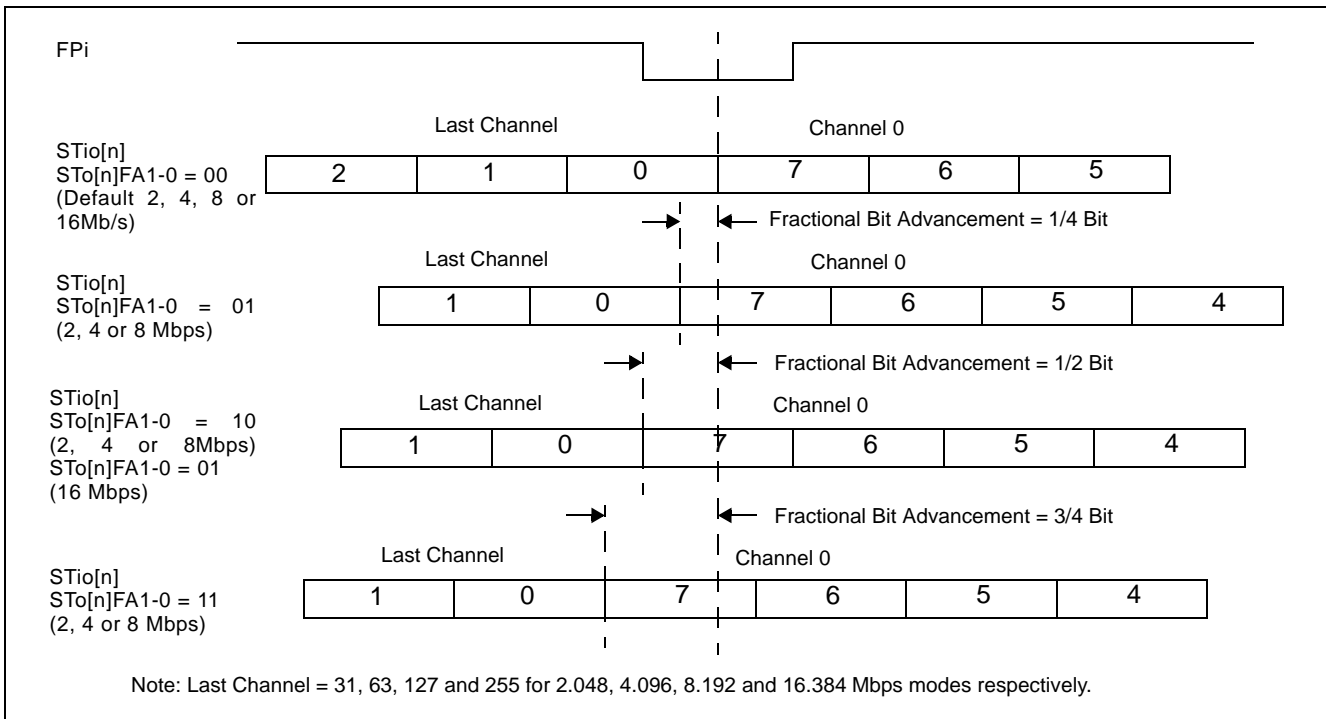 FPi
Last Channel
Channel 0
STio[n]
STo[n]FA1-0 = 00
(Default 2, 4, 8 or
16Mb/s)
2 1 0 7 6 5
Fractional Bit Advancement = 1/4 Bit
Last Channel
Channel 0
STio[n]
STo[n]FA1-0 = 01
(2, 4 or 8 Mbps)
1 0 7 6 5 4
Fractional Bit Advancement = 1/2 Bit
Last Channel
Channel 0
STio[n]
STo[n]FA1-0 = 10
(2, 4 or 8Mbps)
STo[n]FA1-0 = 01
(16 Mbps)
1 0 7 6 5 4
Fractional Bit Advancement = 3/4 Bit
Last Channel
Channel 0
STio[n]
STo[n]FA1-0 = 11
(2, 4 or 8 Mbps)
1 0 7 6 5 4
Note: Last Channel = 31, 63, 127 and 255 for 2.048, 4.096, 8.192 and 16.384 Mbps modes respectively.